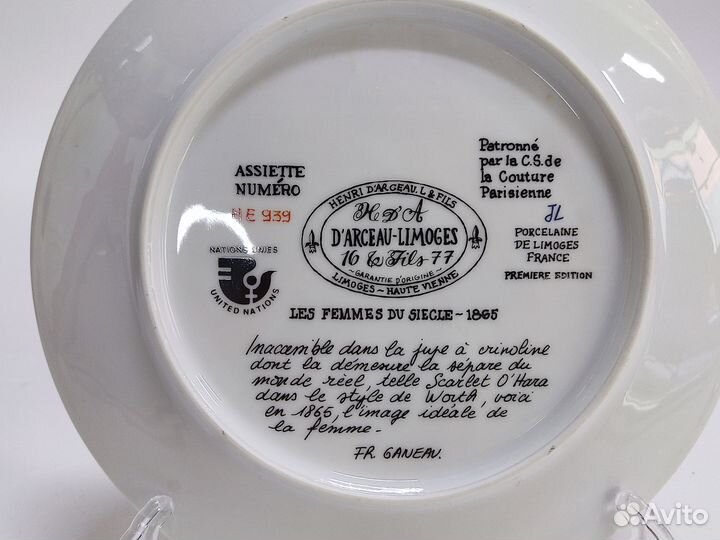 ASSIETTE
NUMÉRO
HE 939
NATIONS UNIES
UNITED NATIONS
HENRI D'ARCEAU. L & FILS
H D'A
D'ARCEAU-LIMOGES
16 & Fils 77
~GARANTIE D'ORIGINE~
LIMOGES ~ HAUTE VIENNE
Patronné
par la C.S. de
la Couture
Parisienne
JL
PORCELAINE
DE LIMOGES
FRANCE
PREMIERE EDITION
LES FEMMES DU SIECLE ~ 1865
Inaccessible dans la jupe à crinoline
dont la démesure la sépare du
monde réel, telle Scarlet O'Hara
dans le style de Worth, voici
en 1865, l'image idéale de
la femme.
FR. GANEAU.
Avito